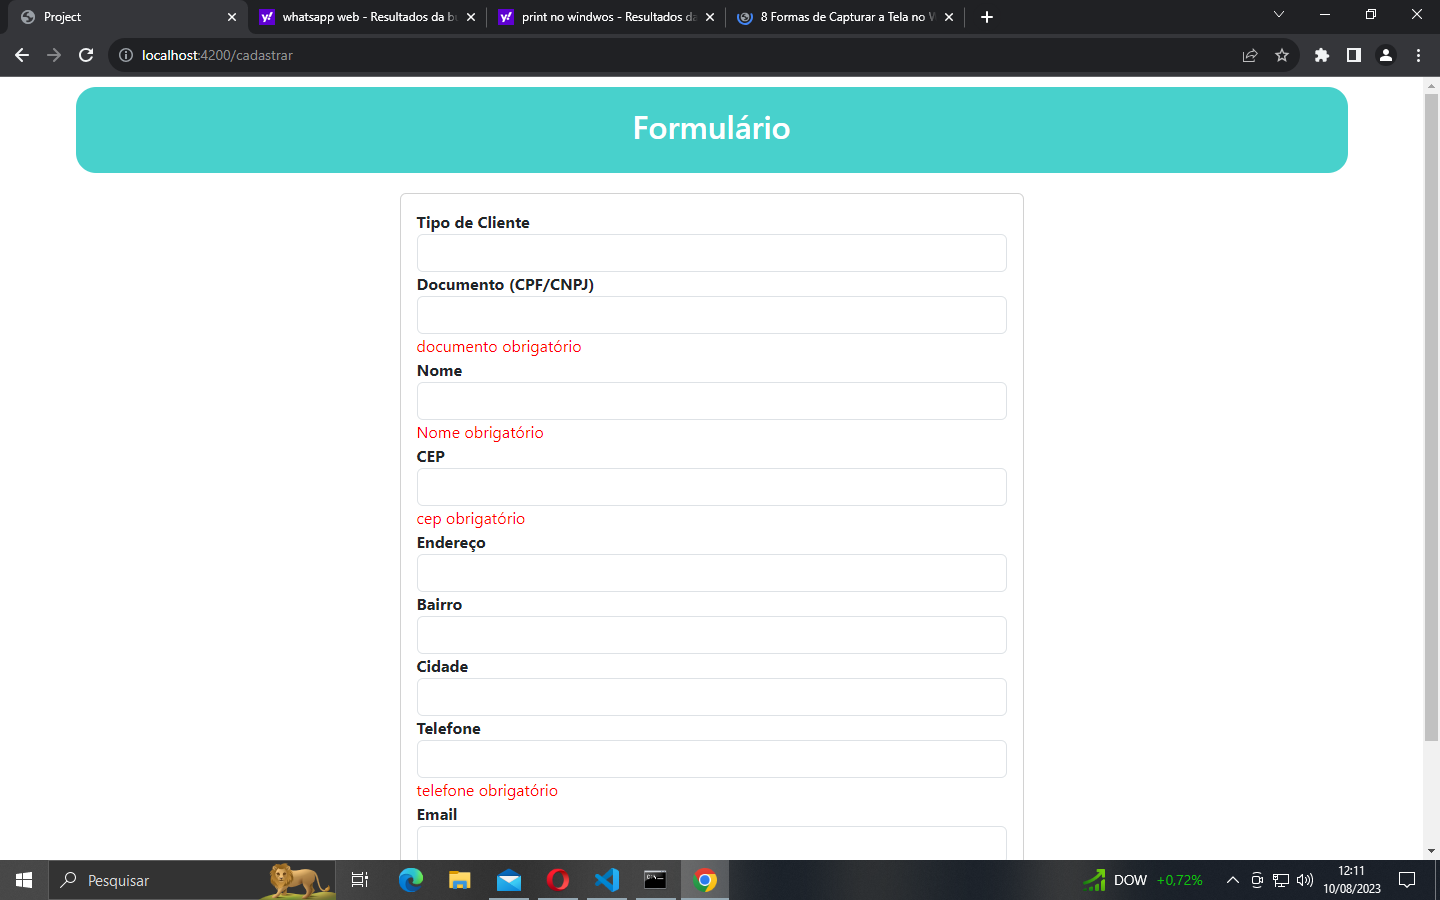 Project
whatsapp web - Resultados da bu
print no windwos - Resultados da
8 Formas de Capturar a Tela no W
localhost:4200/cadastrar
Formulário
Tipo de Cliente
Documento (CPF/CNPJ)
documento obrigatório
Nome
Nome obrigatório
CEP
cep obrigatório
Endereço
Bairro
Cidade
Telefone
telefone obrigatório
Email
Pesquisar
DOW +0,72%
12:11
10/08/2023